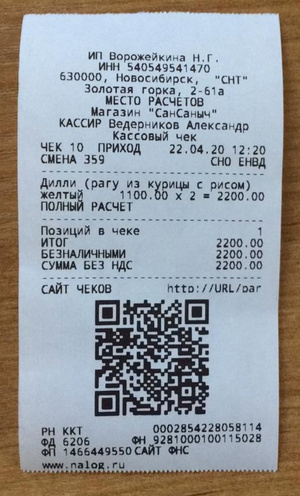 ИП Ворожейкина Н.Г.
ИНН 540549541470
630000, Новосибирск, "СНТ"
Золотая горка, 2-61а
МЕСТО РАСЧЕТОВ
Магазин "СанСаныч"
КАССИР Ведерников Александр
Кассовый чек
ЧЕК 10 ПРИХОД 22.04.20 12:20
СМЕНА 359 СНО ЕНВД
Дилли (рагу из курицы с рисом)
желтый 1100.00 x 2 = 2200.00
ПОЛНЫЙ РАСЧЕТ
Позиций в чеке 1
ИТОГ 2200.00
БЕЗНАЛИЧНЫМИ 2200.00
СУММА БЕЗ НДС 2200.00
САЙТ ЧЕКОВ http://URL/par
РН ККТ 0002854228058114
ФД 6206 ФН 9281000100115028
ФП 1466449550 САЙТ ФНС
www.nalog.ru